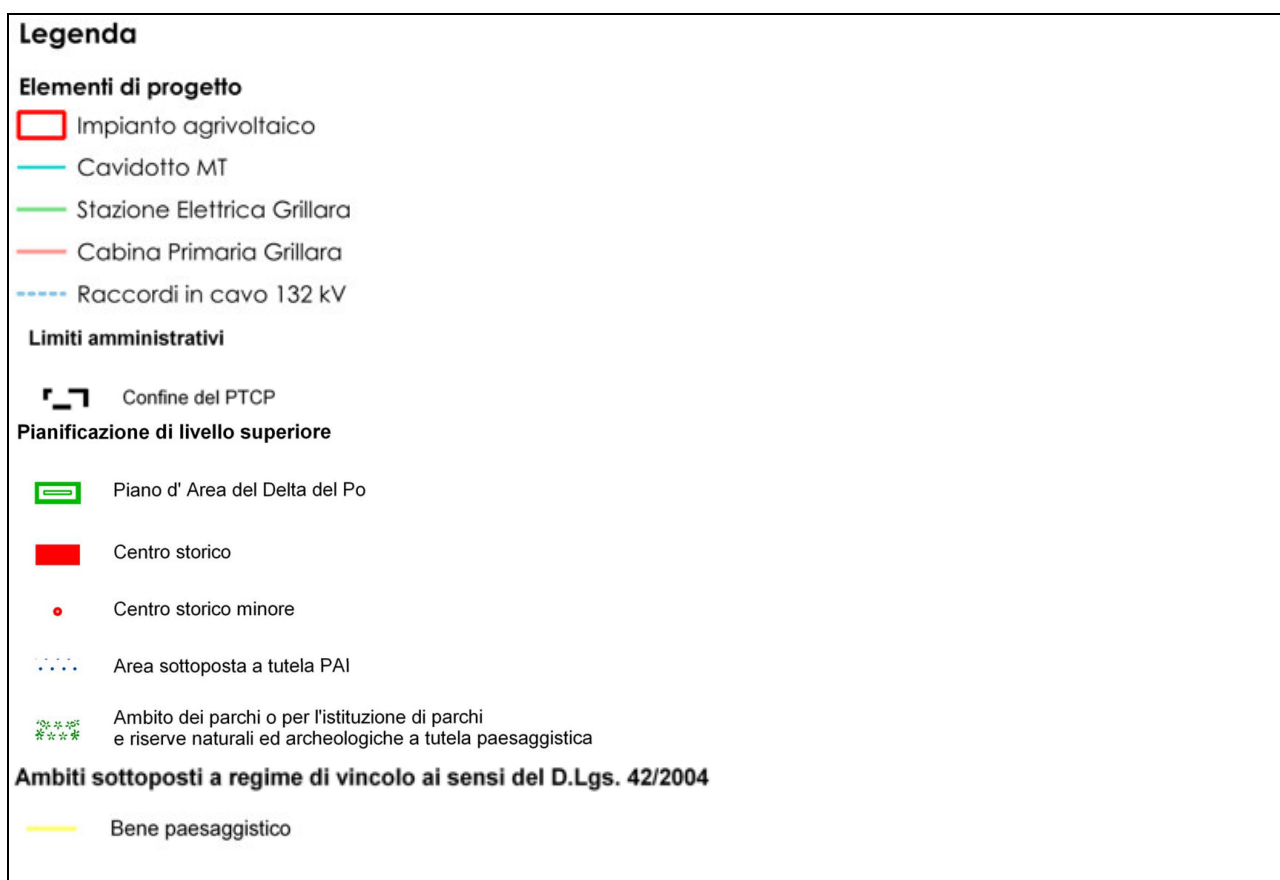 Legenda
Elementi di progetto
Impianto agrivoltaico
Cavidotto MT
Stazione Elettrica Grillara
Cabina Primaria Grillara
Raccordi in cavo 132 kV
Limiti amministrativi
Confine del PTCP
Pianificazione di livello superiore
Piano d' Area del Delta del Po
Centro storico
Centro storico minore
Area sottoposta a tutela PAI
Ambito dei parchi o per l'istituzione di parchi
e riserve naturali ed archeologiche a tutela paesaggistica
Ambiti sottoposti a regime di vincolo ai sensi del D.Lgs. 42/2004
Bene paesaggistico